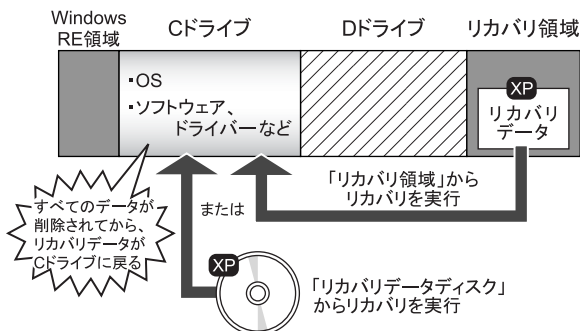 Windows
RE領域
Cドライブ
Dドライブ
リカバリ領域
・OS
・ソフトウェア、
ドライバーなど
XP
リカバリ
データ
「リカバリ領域」から
リカバリを実行
すべてのデータが
削除されてから、
リカバリデータが
Cドライブに戻る
または
XP
「リカバリデータディスク」
からリカバリを実行